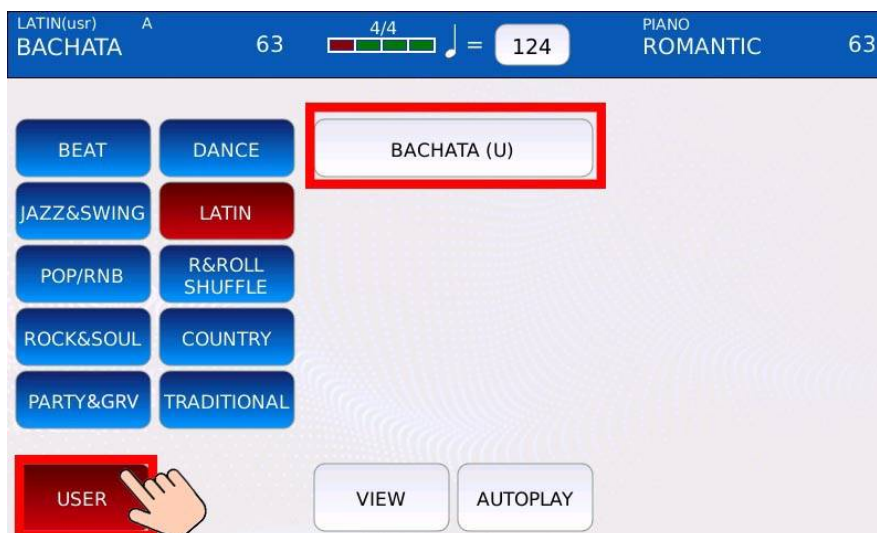 LATIN(usr) A
BACHATA 63
4/4
= 124
PIANO
ROMANTIC 63
BEAT
DANCE
BACHATA (U)
JAZZ&SWING
LATIN
POP/RNB
R&ROLL
SHUFFLE
ROCK&SOUL
COUNTRY
PARTY&GRV
TRADITIONAL
USER
VIEW
AUTOPLAY